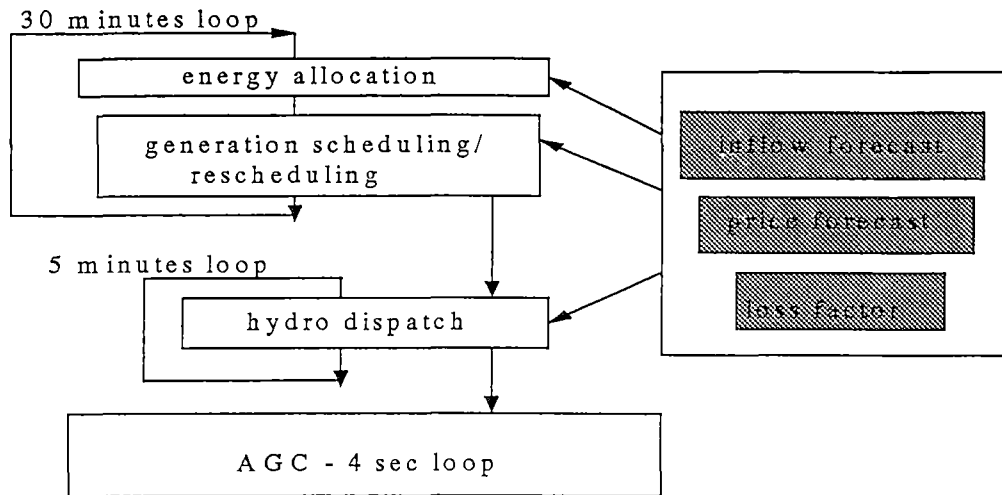 30 minutes loop
energy allocation
generation scheduling/
rescheduling
inflow forecast
price forecast
loss factor
5 minutes loop
hydro dispatch
AGC - 4 sec loop